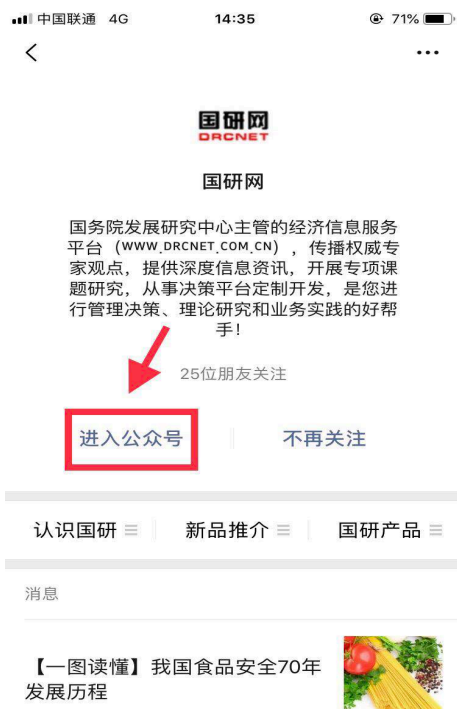 中国联通 4G 14:35 71%
国研网
DRCNET
国研网
国务院发展研究中心主管的经济信息服务
平台（WWW.DRCNET.COM.CN），传播权威专
家观点，提供深度信息资讯，开展专项课
题研究，从事决策平台定制开发，是您进
行管理决策、理论研究和业务实践的好帮
手！
25位朋友关注
进入公众号 不再关注
认识国研 新品推介 国研产品
消息
【一图读懂】我国食品安全70年
发展历程